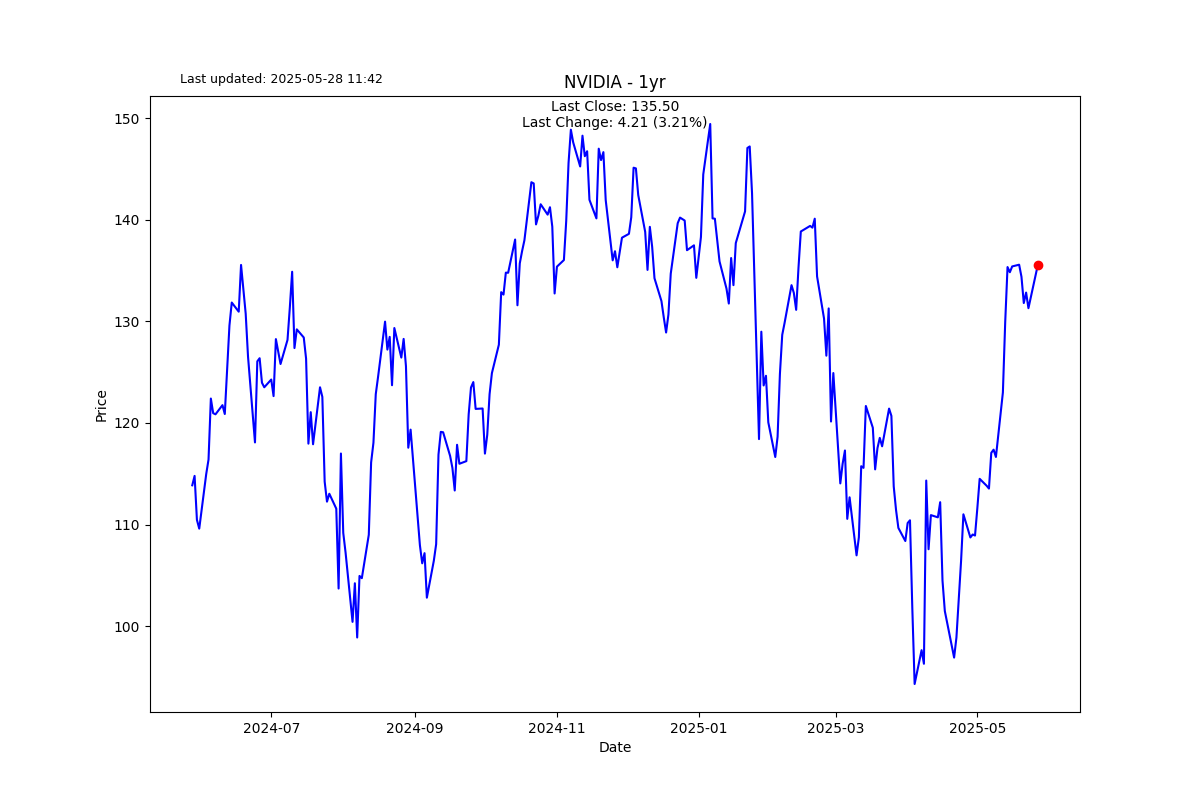 Last updated: 2025-05-28 11:42
NVIDIA - 1yr
Last Close: 135.50
Last Change: 4.21 (3.21%)
150
140
130
120
110
100
Price
2024-07
2024-09
2024-11
2025-01
2025-03
2025-05
Date